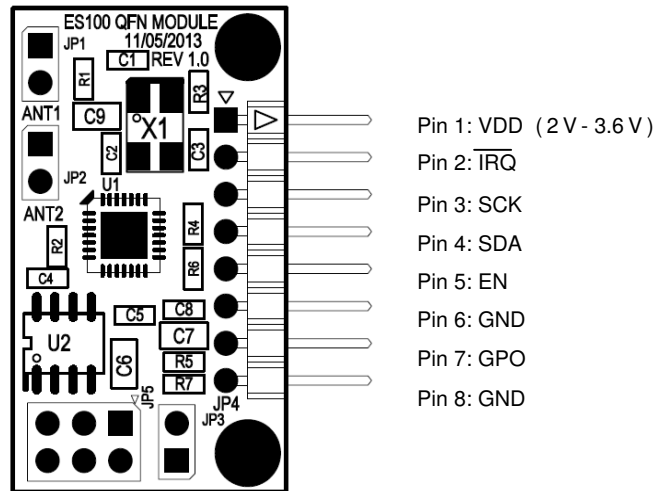 ES100 QFN MODULE
11/05/2013
REV 1.0
JP1
C1
R1
R3
ANT1
C9
X1
C2
C3
JP2
U1
ANT2
R2
R4
C4
R6
C5
C8
U2
C7
C6
R5
R7
JP5
JP4
JP3
Pin 1: VDD ( 2 V - 3.6 V )
Pin 2: IRQ
Pin 3: SCK
Pin 4: SDA
Pin 5: EN
Pin 6: GND
Pin 7: GPO
Pin 8: GND